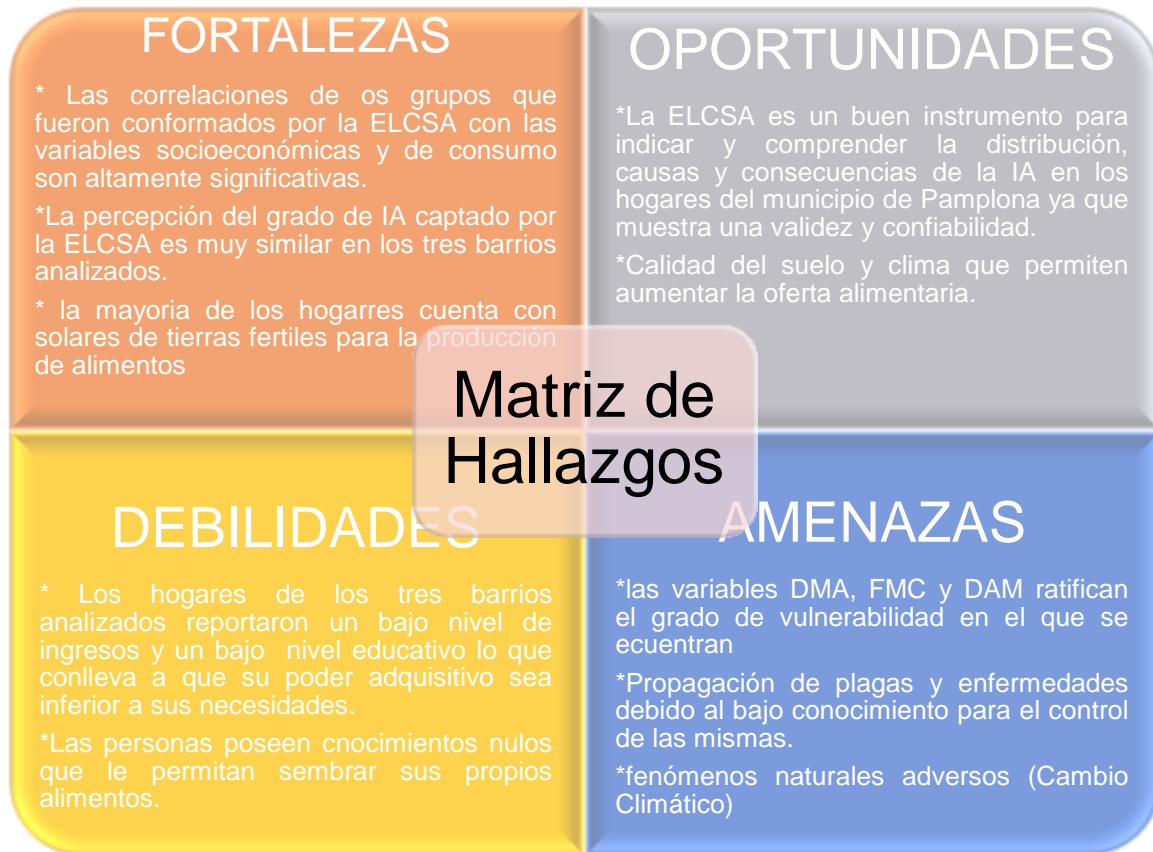 FORTALEZAS
* Las correlaciones de os grupos que
fueron conformados por la ELCSA con las
variables socioeconómicas y de consumo
son altamente significativas.
*La percepción del grado de IA captado por
la ELCSA es muy similar en los tres barrios
analizados.
* la mayoria de los hogarres cuenta con
solares de tierras fertiles para la producción
de alimentos
OPORTUNIDADES
*La ELCSA es un buen instrumento para
indicar y comprender la distribución,
causas y consecuencias de la IA en los
hogares del municipio de Pamplona ya que
muestra una validez y confiabilidad.
*Calidad del suelo y clima que permiten
aumentar la oferta alimentaria.
Matriz de
Hallazgos
DEBILIDADES
* Los hogares de los tres barrios
analizados reportaron un bajo nivel de
ingresos y un bajo nivel educativo lo que
conlleva a que su poder adquisitivo sea
inferior a sus necesidades.
*Las personas poseen cnocimientos nulos
que le permitan sembrar sus propios
alimentos.
AMENAZAS
*las variables DMA, FMC y DAM ratifican
el grado de vulnerabilidad en el que se
ecuentran
*Propagación de plagas y enfermedades
debido al bajo conocimiento para el control
de las mismas.
*fenómenos naturales adversos (Cambio
Climático)